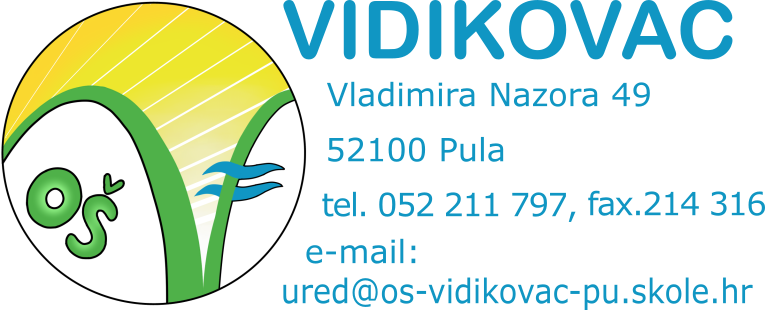 OŠ
VIDIKOVAC
Vladimira Nazora 49
52100 Pula
tel. 052 211 797, fax.214 316
e-mail:
ured@os-vidikovac-pu.skole.hr